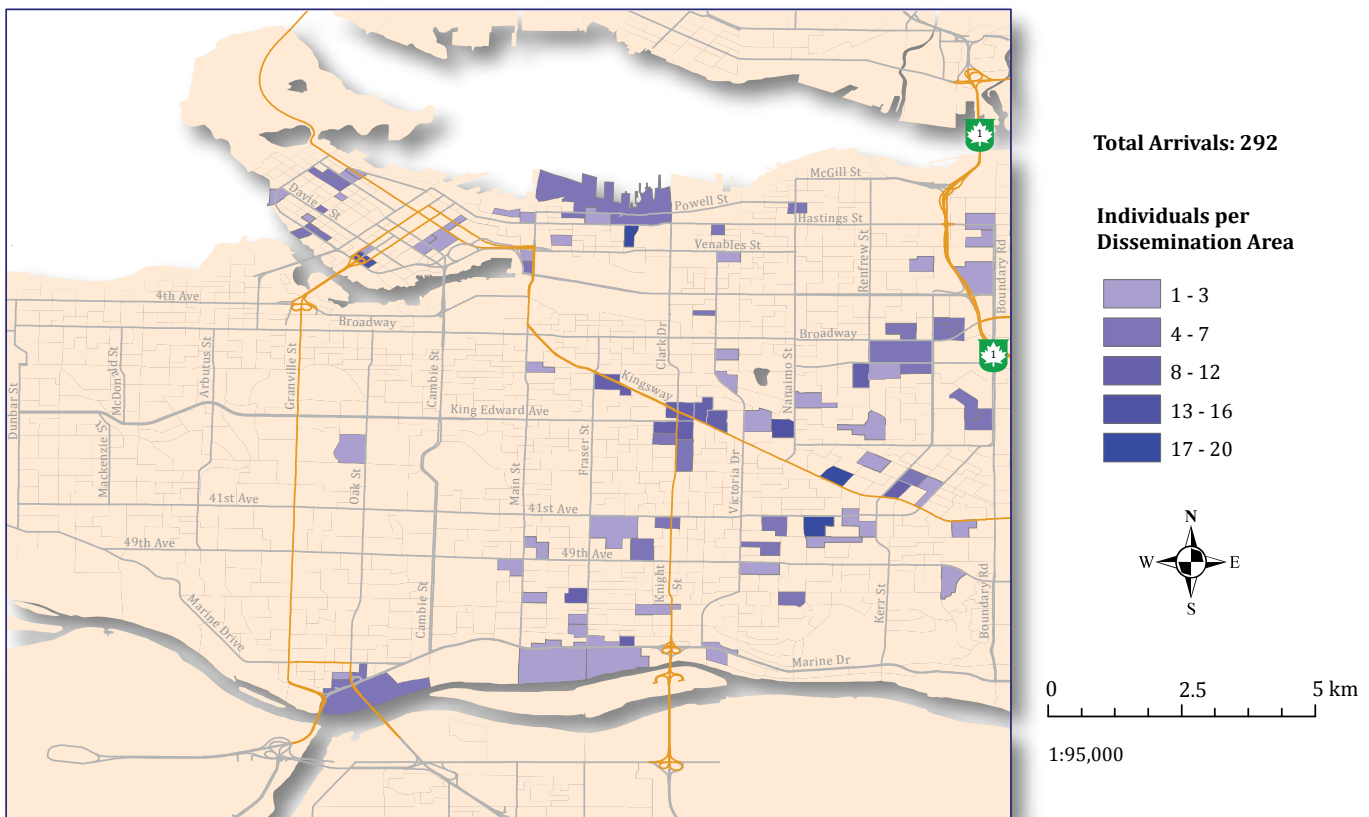 1
McGill St
Powell St
Davie St
Hastings St
Venables St
Renfrew St
Boundary Rd
4th Ave
Broadway
Broadway
1
Clark Dr
Nanaimo St
Dunbar St
McDonald St
Arbutus St
Granville St
Cambie St
Kingsway
King Edward Ave
Mackenzie St
Oak St
Main St
Fraser St
Victoria Dr
41st Ave
41st Ave
49th Ave
49th Ave
Knight St
Kerr St
Boundary Rd
Cambie St
Marine Drive
Marine Dr
Total Arrivals: 292
Individuals per
Dissemination Area
1 - 3
4 - 7
8 - 12
13 - 16
17 - 20
N
W
E
S
0 2.5 5 km
1:95,000